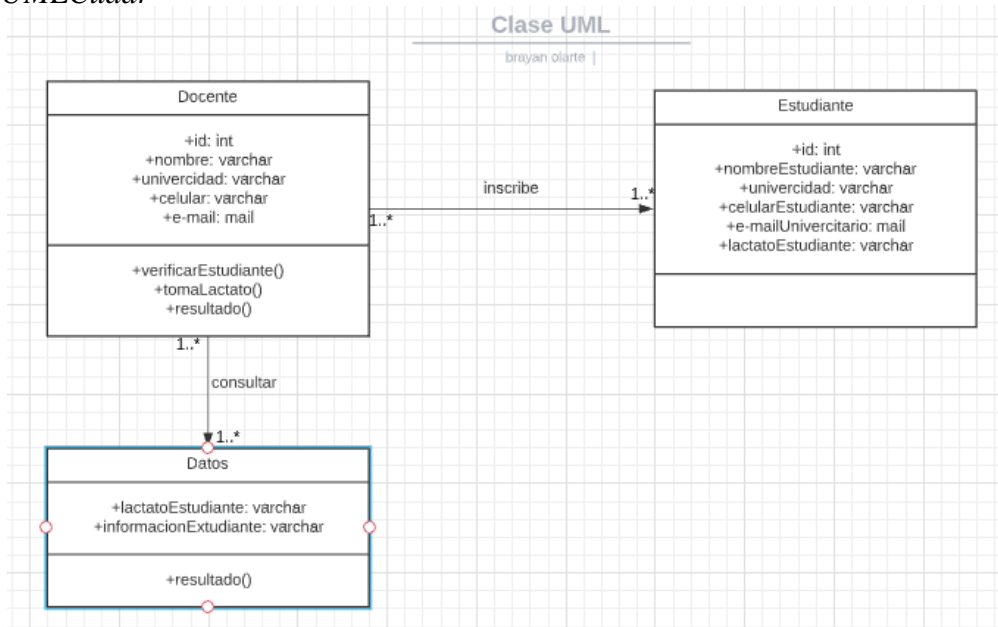 Clase UML
brayan olarte |
Docente
+id: int
+nombre: varchar
+univercidad: varchar
+celular: varchar
+e-mail: mail
+verificarEstudiante()
+tomaLactato()
+resultado()
inscribe
1..*
1..*
Estudiante
+id: int
+nombreEstudiante: varchar
+univercidad: varchar
+celularEstudiante: varchar
+e-mailUnivercitario: mail
+lactatoEstudiante: varchar
1..*
consultar
1..*
Datos
+lactatoEstudiante: varchar
+informacionExtudiante: varchar
+resultado()